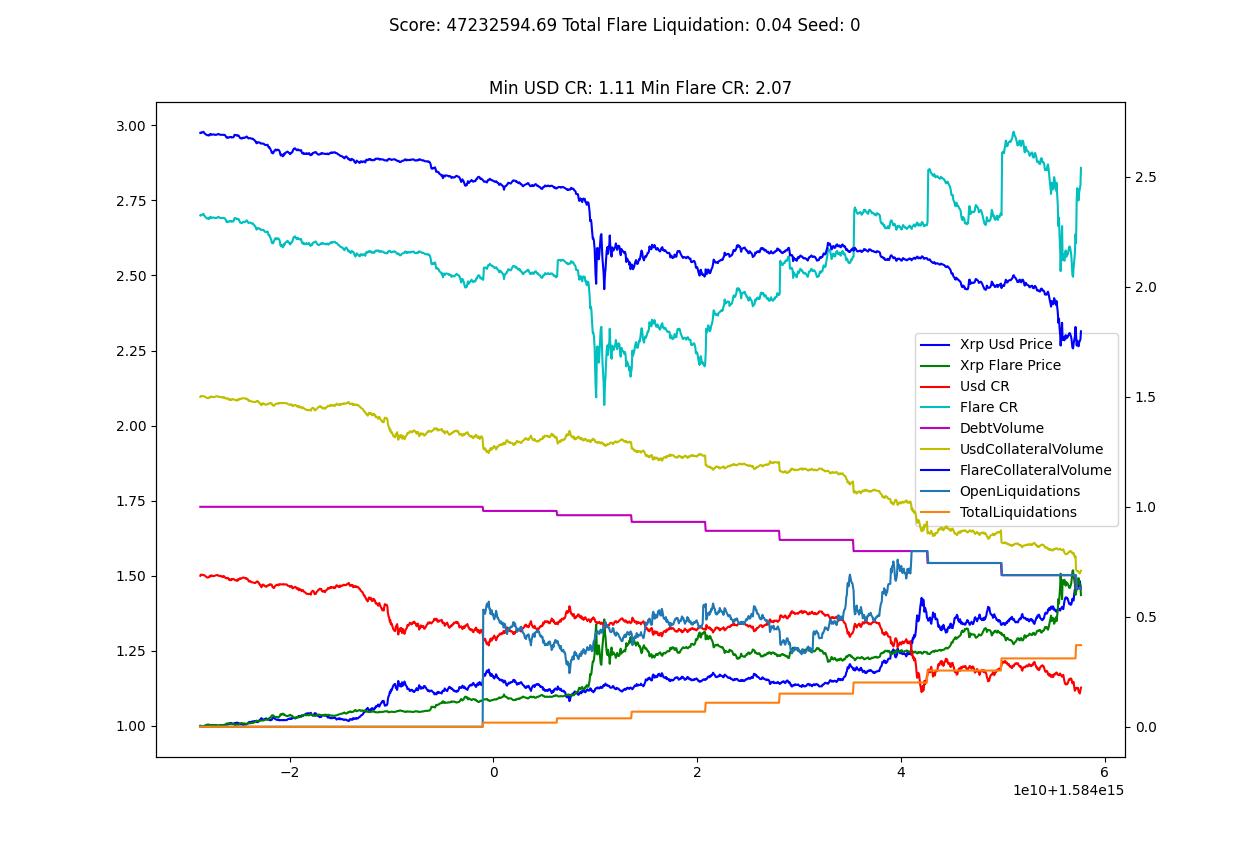 Score: 47232594.69 Total Flare Liquidation: 0.04 Seed: 0
Min USD CR: 1.11 Min Flare CR: 2.07
3.00
2.75
2.50
2.25
2.00
1.75
1.50
1.25
1.00
2.5
2.0
1.5
1.0
0.5
0.0
Xrp Usd Price
Xrp Flare Price
Usd CR
Flare CR
DebtVolume
UsdCollateralVolume
FlareCollateralVolume
OpenLiquidations
TotalLiquidations
−2 0 2 4 6
1e10+1.584e15